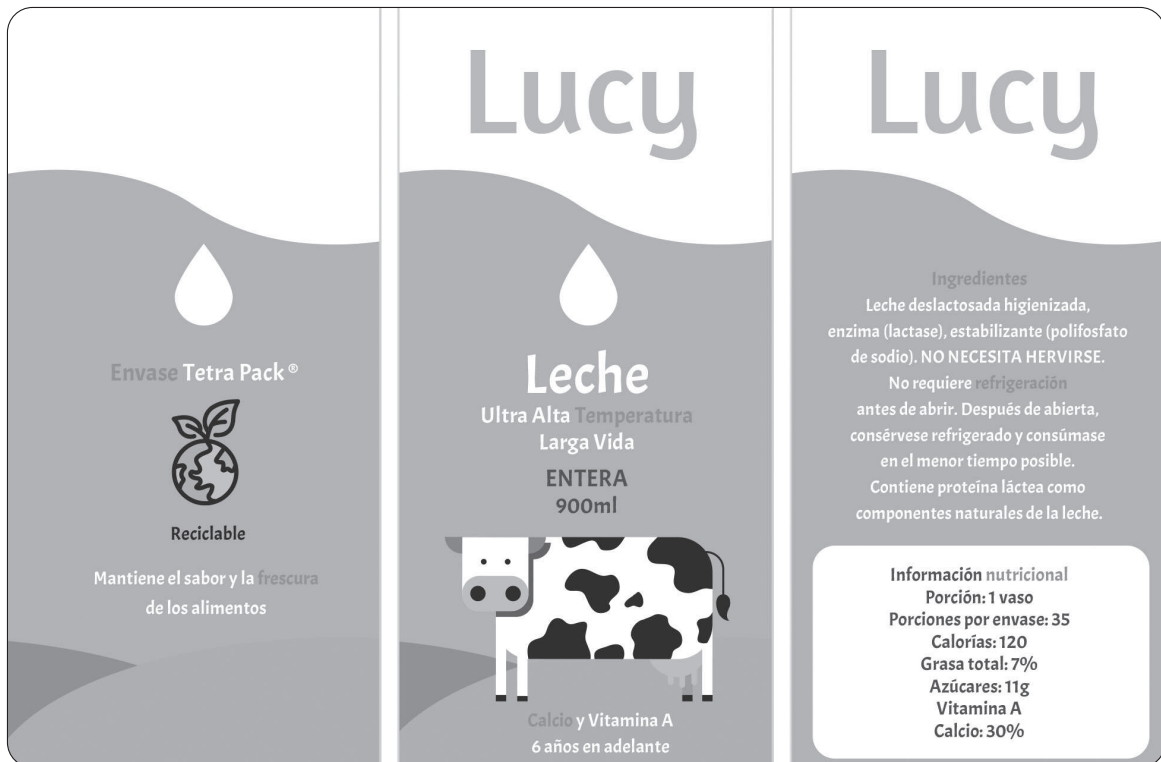 Envase Tetra Pack ®
Reciclable
Mantiene el sabor y la frescura
de los alimentos
Lucy
Leche
Ultra Alta Temperatura
Larga Vida
ENTERA
900ml
Calcio y Vitamina A
6 años en adelante
Lucy
Ingredientes
Leche deslactosada higienizada,
enzima (lactase), estabilizante (polifosfato
de sodio). NO NECESITA HERVIRSE.
No requiere refrigeración
antes de abrir. Después de abierta,
consérvese refrigerado y consúmase
en el menor tiempo posible.
Contiene proteína láctea como
componentes naturales de la leche.
Información nutricional
Porción: 1 vaso
Porciones por envase: 35
Calorías: 120
Grasa total: 7%
Azúcares: 11g
Vitamina A
Calcio: 30%